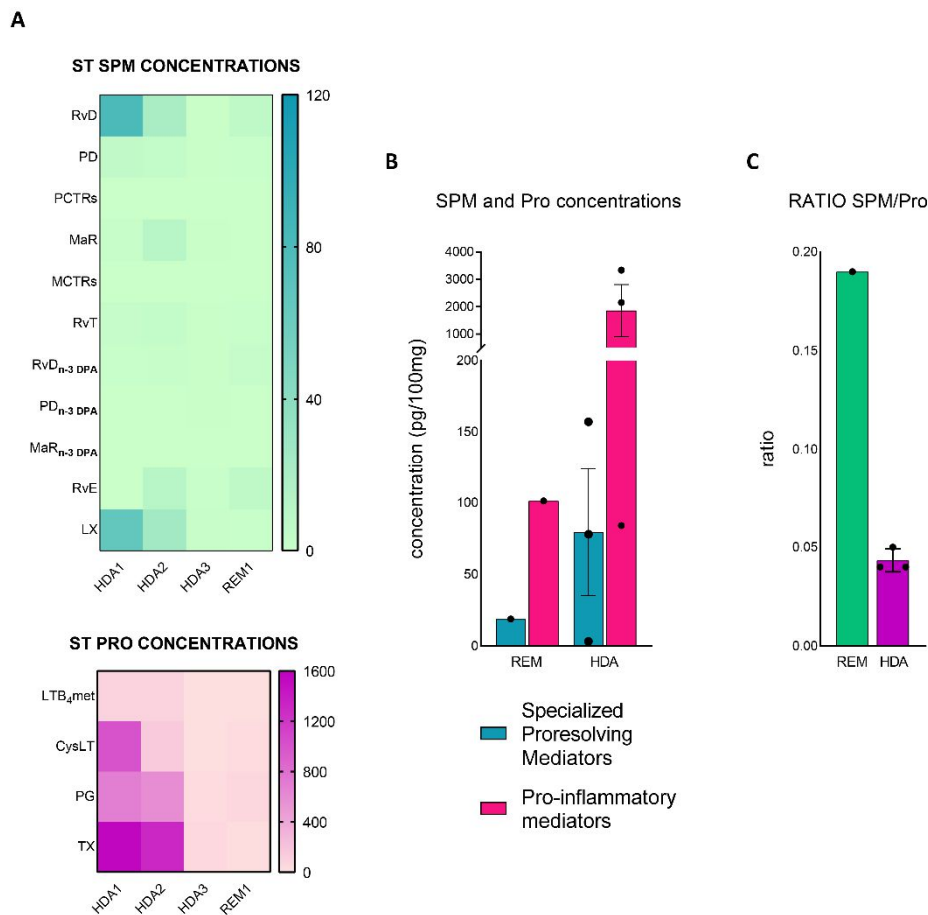 A
ST SPM CONCENTRATIONS
RvD
PD
PCTRs
MaR
MCTRs
RvT
RvDn-3 DPA
PDn-3 DPA
MaRn-3 DPA
RvE
LX
HDA1 HDA2 HDA3 REM1
120
80
40
0
ST PRO CONCENTRATIONS
LTB4met
CysLT
PG
TX
HDA1 HDA2 HDA3 REM1
1600
1200
800
400
0
B
SPM and Pro concentrations
concentration (pg/100mg)
4000
3000
2000
1000
200
150
100
50
0
REM HDA
Specialized
Proresolving
Mediators
Pro-inflammatory
mediators
C
RATIO SPM/Pro
ratio
0.20
0.15
0.10
0.05
0.00
REM HDA